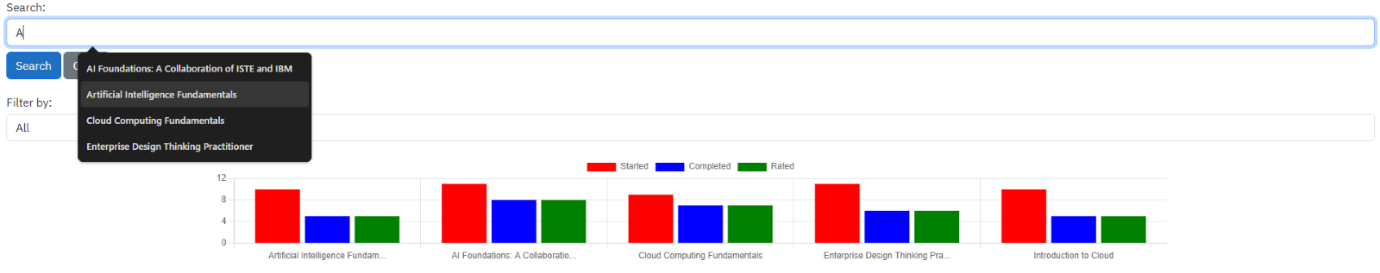 Search:
A
Search
AI Foundations: A Collaboration of ISTE and IBM
Artificial Intelligence Fundamentals
Cloud Computing Fundamentals
Enterprise Design Thinking Practitioner
Filter by:
All
Started Completed Rated
12
8
4
0
Artificial Intelligence Fundam...
AI Foundations: A Collaboratio...
Cloud Computing Fundamentals
Enterprise Design Thinking Pra...
Introduction to Cloud